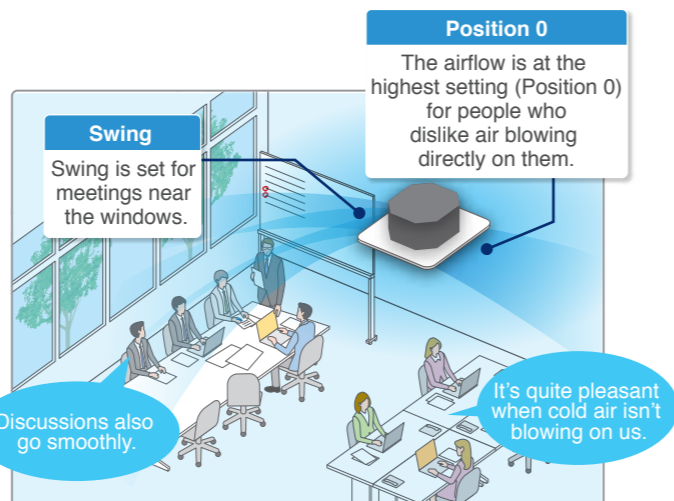 Position 0
The airflow is at the
highest setting (Position 0)
for people who
dislike air blowing
directly on them.
Swing
Swing is set for
meetings near
the windows.
Discussions also
go smoothly.
It's quite pleasant
when cold air isn't
blowing on us.